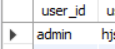 user_id u
admin hjs